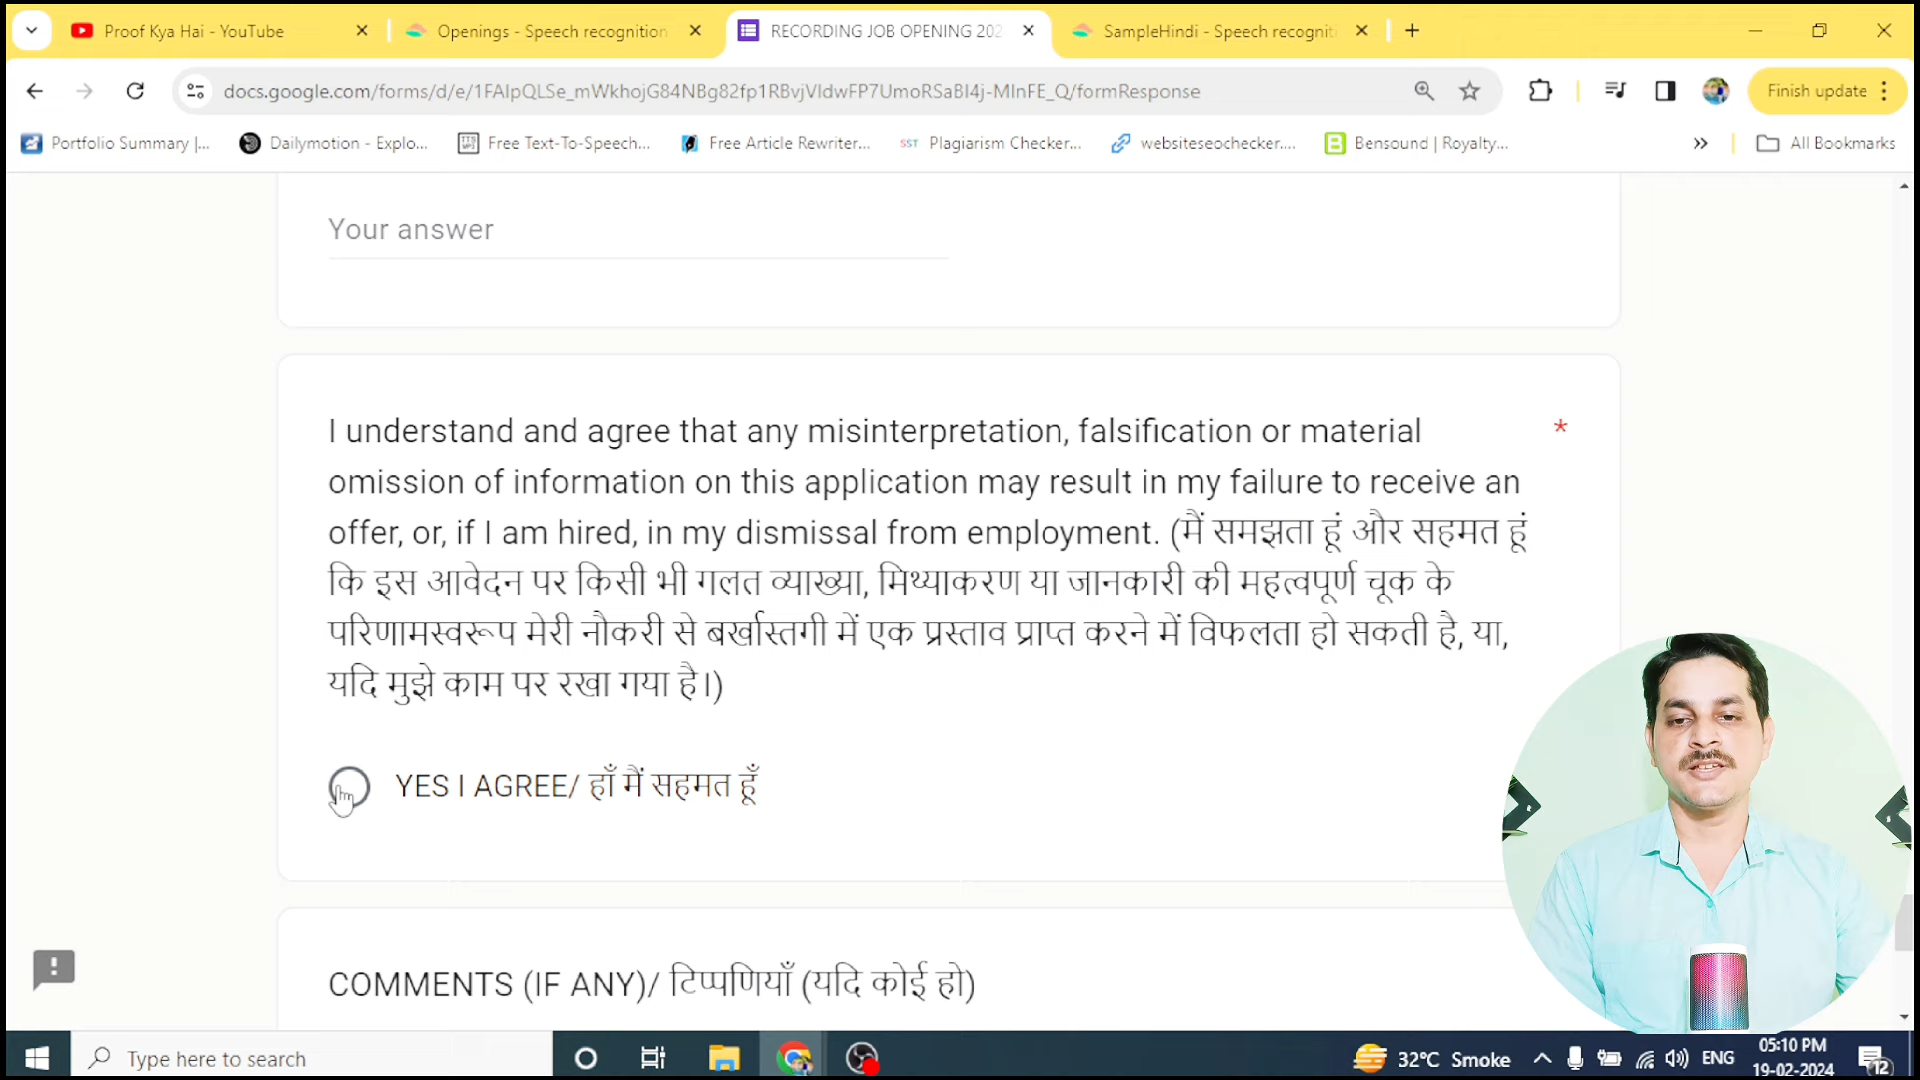 Proof Kya Hai - YouTube
Openings - Speech recognition
RECORDING JOB OPENING 202
SampleHindi - Speech recognit
docs.google.com/forms/d/e/1FAIpQLSe_mWkhojG84NBg82fp1RBvjVIdwFP7UmoRSaBI4j-MInFE_Q/formResponse
Finish update
Portfolio Summary |...
Dailymotion - Explo...
Free Text-To-Speech...
Free Article Rewriter...
SST Plagiarism Checker...
websiteseochecker....
Bensound | Royalty...
All Bookmarks
Your answer
I understand and agree that any misinterpretation, falsification or material *
omission of information on this application may result in my failure to receive an
offer, or, if I am hired, in my dismissal from employment. (मैं समझता हूं और सहमत हूं
कि इस आवेदन पर किसी भी गलत व्याख्या, मिथ्याकरण या जानकारी की महत्वपूर्ण चूक के
परिणामस्वरूप मेरी नौकरी से बर्खास्तगी में एक प्रस्ताव प्राप्त करने में विफलता हो सकती है, या,
यदि मुझे काम पर रखा गया है।)
YES I AGREE/ हाँ मैं सहमत हूँ
COMMENTS (IF ANY)/ टिप्पणियाँ (यदि कोई हो)
Type here to search
32°C Smoke
ENG
05:10 PM
19-02-2024
12